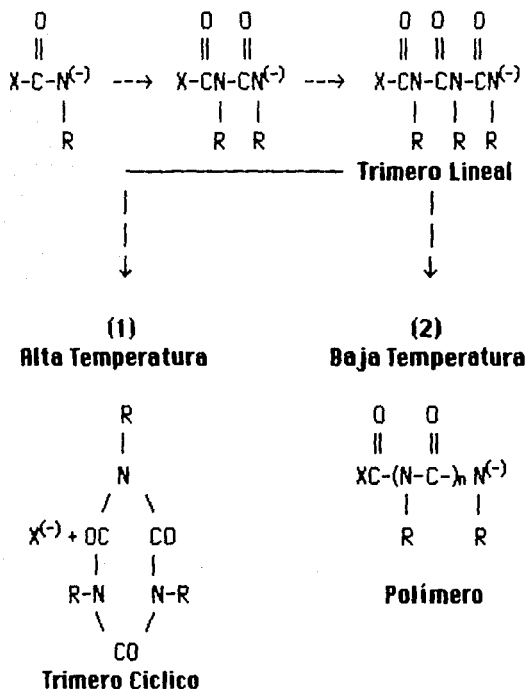 O O O O O O
|| || || || || ||
X-C-N(-) ---→ X-CN-CN(-) ---→ X-CN-CN-CN(-)
| | | | | |
R R R R R R
Trimero Lineal
(1) (2)
Alta Temperatura Baja Temperatura
R O O
| || ||
N XC-(N-C-)n N(-)
/ \ | |
X(-) + OC CO R R
| |
R-N N-R Polímero
\ /
CO
Trimero Ciclico